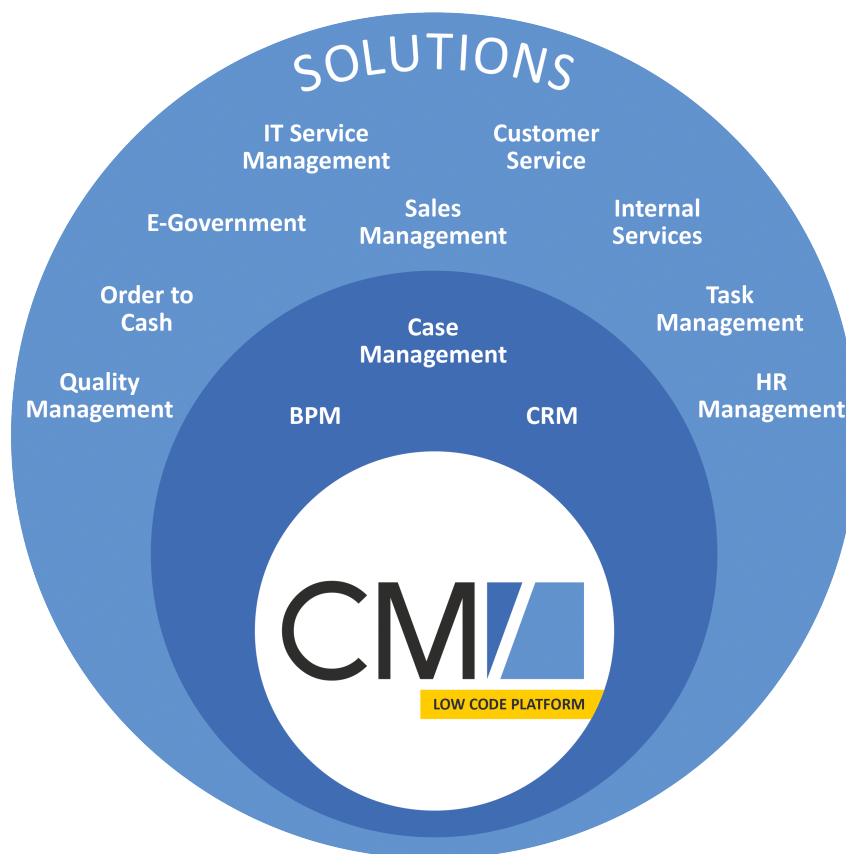 SOLUTIONS
IT Service
Management
Customer
Service
E-Government
Sales
Management
Internal
Services
Order to
Cash
Task
Management
Quality
Management
HR
Management
Case
Management
BPM
CRM
CM
LOW CODE PLATFORM